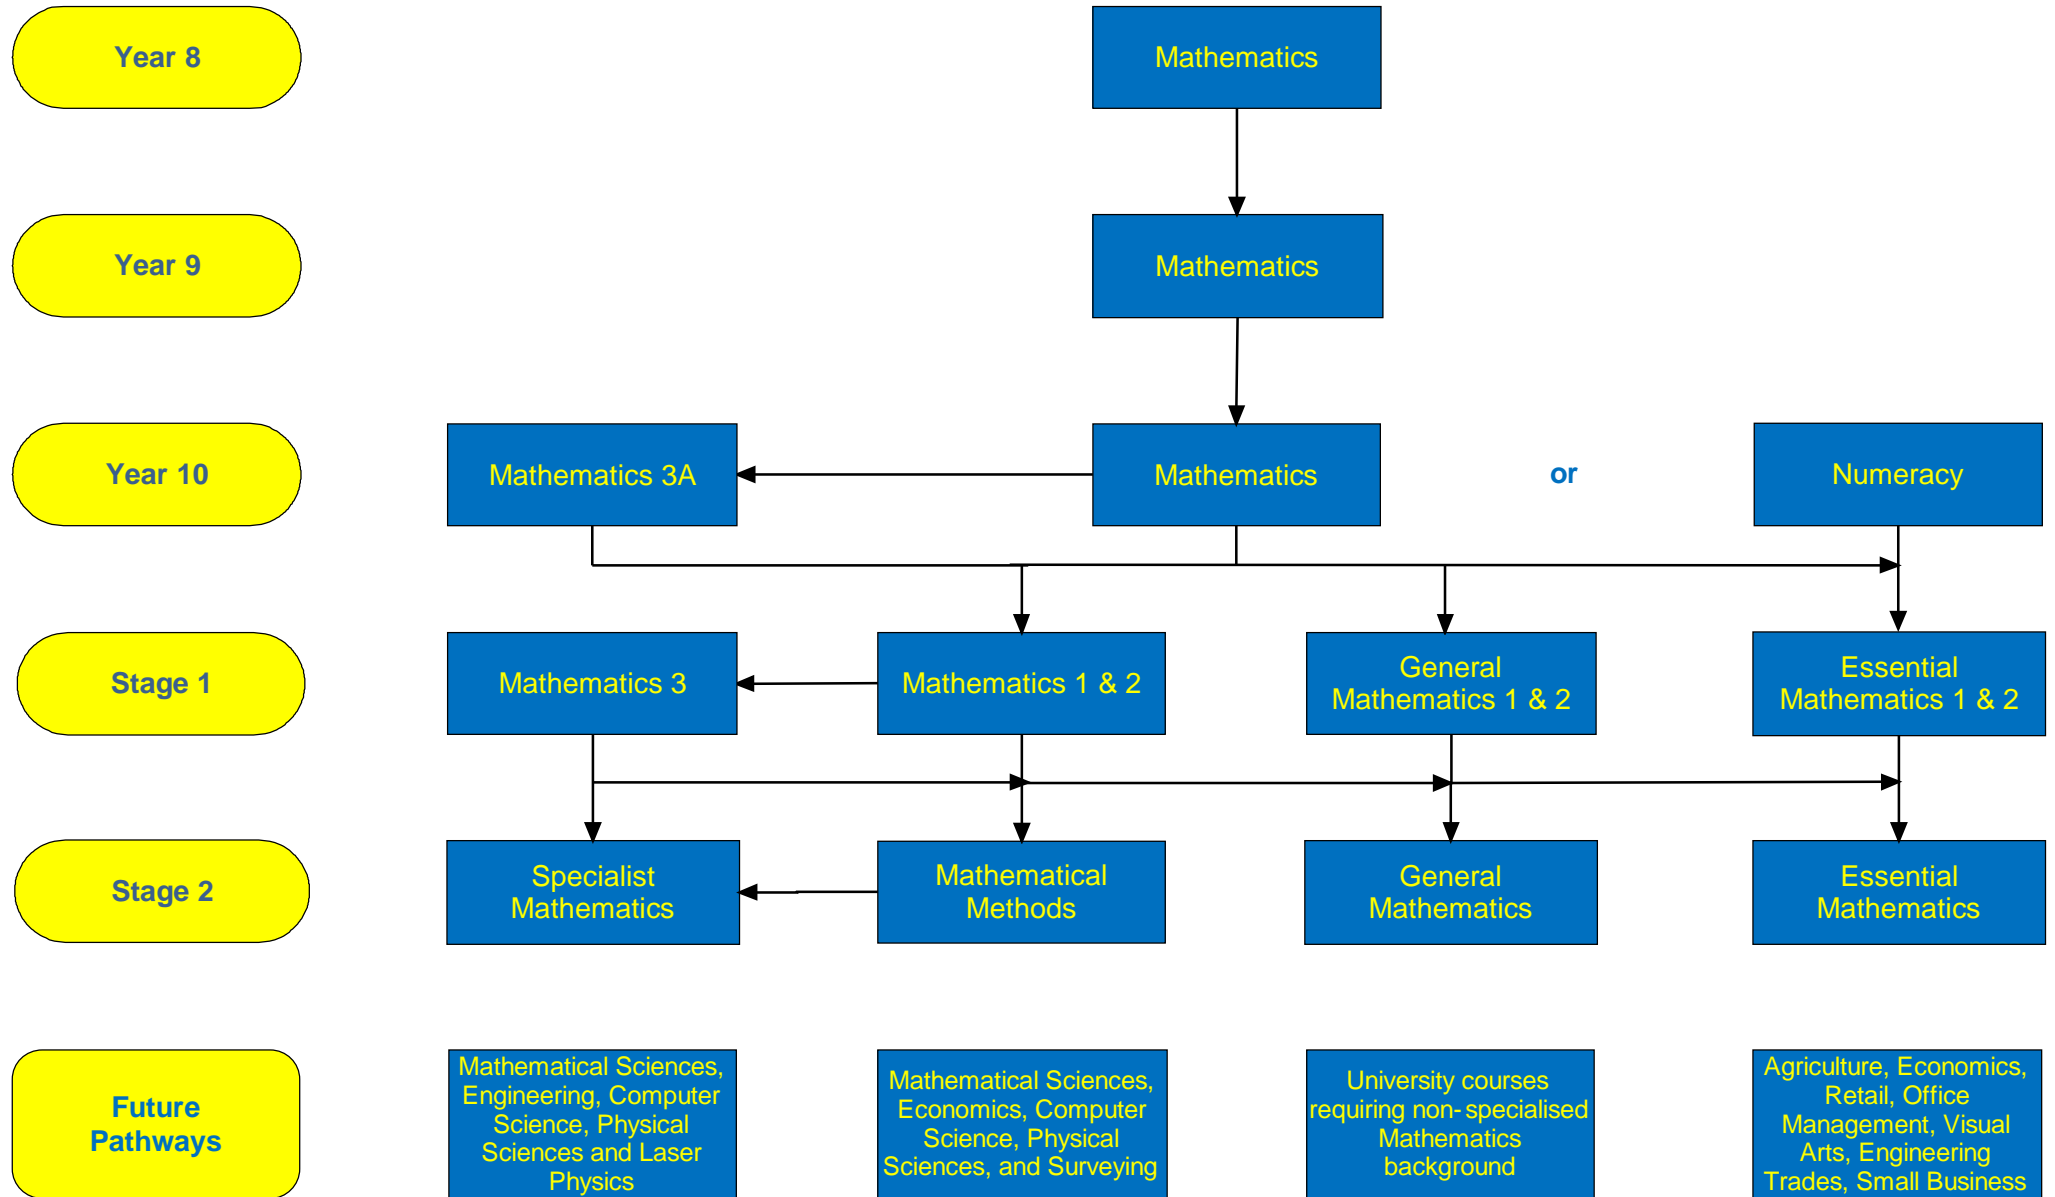 Year 8
Mathematics
Year 9
Mathematics
Year 10
Mathematics 3A
Mathematics
or
Numeracy
Stage 1
Mathematics 3
Mathematics 1 & 2
General
Mathematics 1 & 2
Essential
Mathematics 1 & 2
Stage 2
Specialist
Mathematics
Mathematical
Methods
General
Mathematics
Essential
Mathematics
Future
Pathways
Mathematical Sciences,
Engineering, Computer
Science, Physical
Sciences and Laser
Physics
Mathematical Sciences,
Economics, Computer
Science, Physical
Sciences, and Surveying
University courses
requiring non-specialised
Mathematics
background
Agriculture, Economics,
Retail, Office
Management, Visual
Arts, Engineering
Trades, Small Business